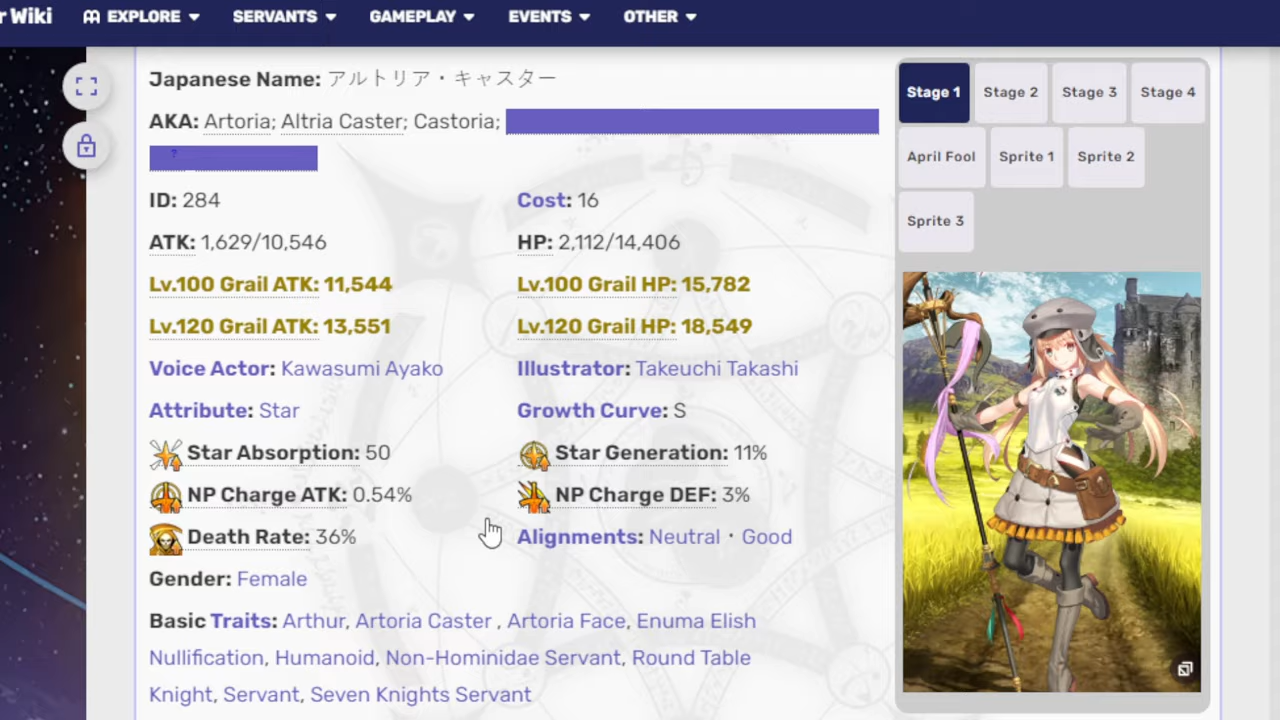 r Wiki EXPLORE SERVANTS GAMEPLAY EVENTS OTHER
Japanese Name: アルトリア・キャスター
AKA: Artoria; Altria Caster; Castoria;
?
ID: 284 Cost: 16
ATK: 1,629/10,546 HP: 2,112/14,406
Lv.100 Grail ATK: 11,544 Lv.100 Grail HP: 15,782
Lv.120 Grail ATK: 13,551 Lv.120 Grail HP: 18,549
Voice Actor: Kawasumi Ayako Illustrator: Takeuchi Takashi
Attribute: Star Growth Curve: S
Star Absorption: 50 Star Generation: 11%
NP Charge ATK: 0.54% NP Charge DEF: 3%
Death Rate: 36% Alignments: Neutral · Good
Gender: Female
Basic Traits: Arthur, Artoria Caster , Artoria Face, Enuma Elish
Nullification, Humanoid, Non-Hominidae Servant, Round Table
Knight, Servant, Seven Knights Servant
Stage 1 Stage 2 Stage 3 Stage 4
April Fool Sprite 1 Sprite 2
Sprite 3